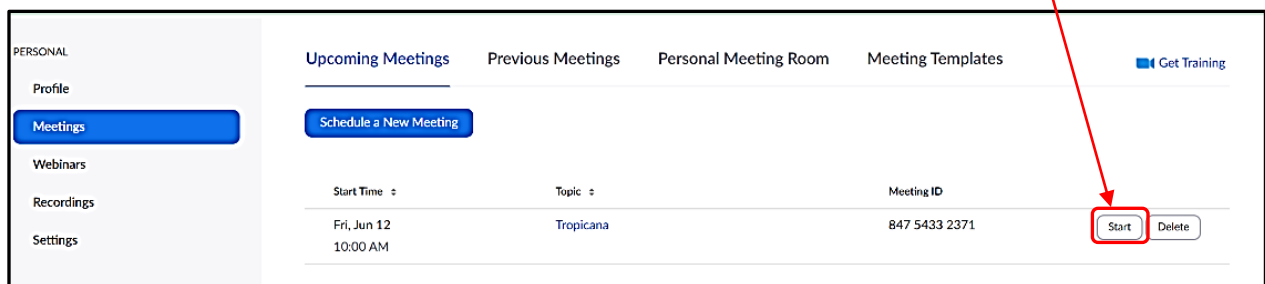 PERSONAL
Profile
Meetings
Webinars
Recordings
Settings
Upcoming Meetings Previous Meetings Personal Meeting Room Meeting Templates Get Training
Schedule a New Meeting
Start Time Topic Meeting ID
Fri, Jun 12 Tropicana 847 5433 2371 Start Delete
10:00 AM